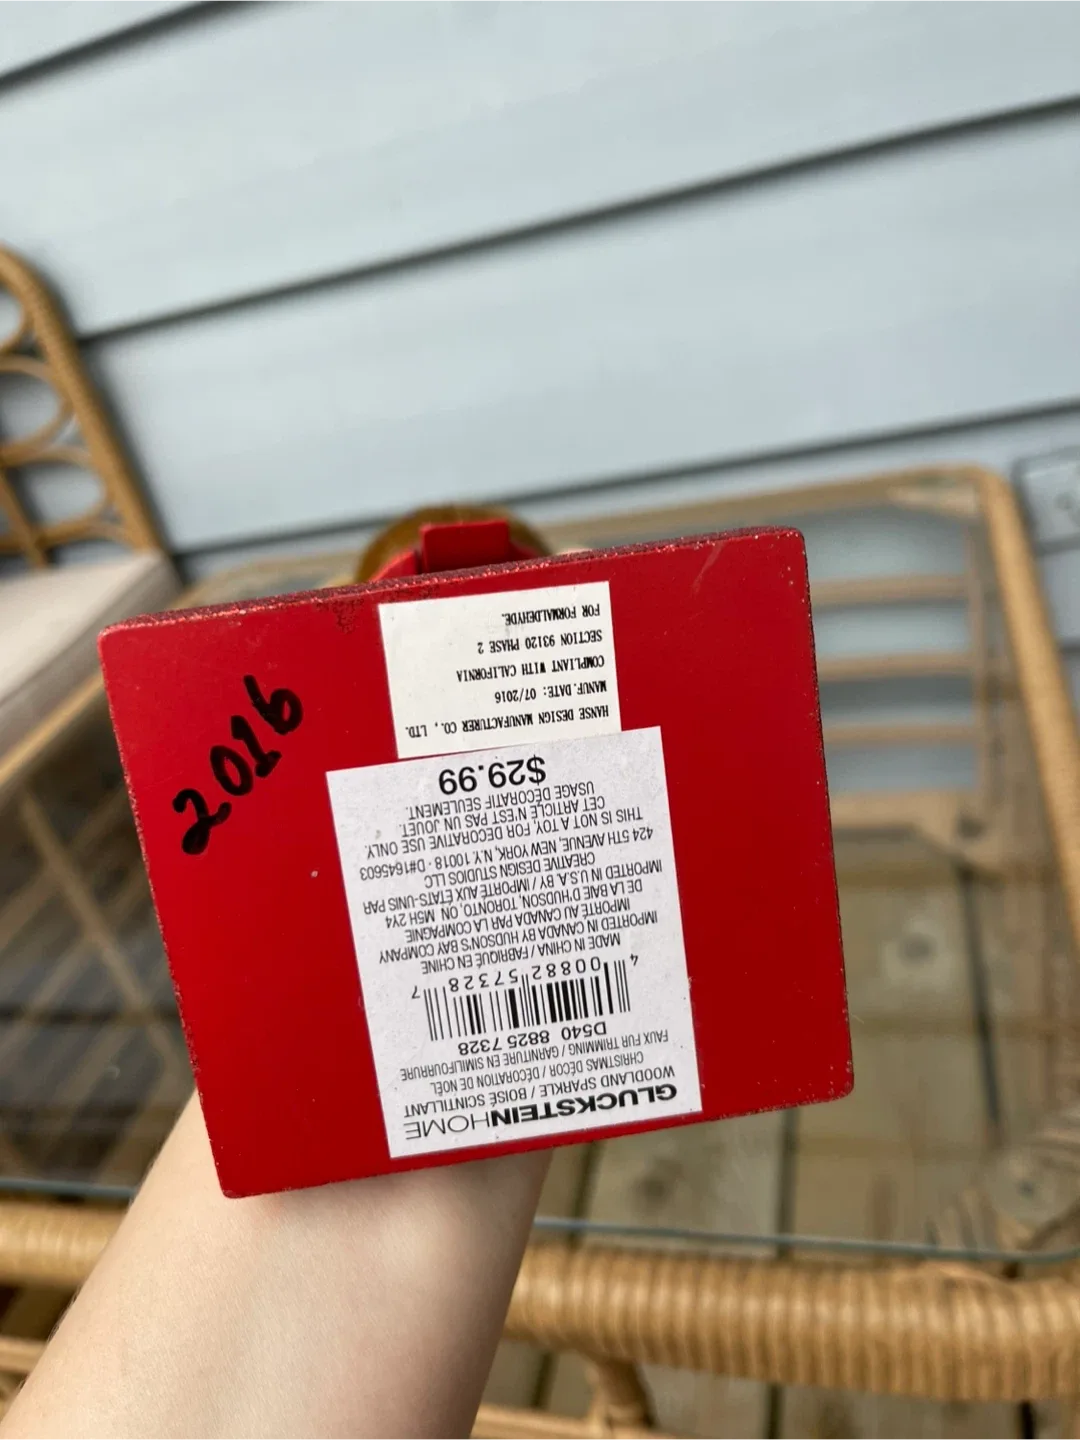 2016
GLUCKSTEINHOME
WOODLAND SPARKLE / BOISÉ SCINTILLANT
CHRISTMAS DÉCOR / DÉCORATION DE NOËL
FAUX FUR TRIMMING / GARNITURE EN SIMILIFOURRURE
D540 8825 7328
4 00882 57328 7
MADE IN CHINA / FABRIQUÉ EN CHINE
IMPORTED IN CANADA BY HUDSON'S BAY COMPANY
IMPORTÉ AU CANADA PAR LA COMPAGNIE
DE LA BAIE D'HUDSON, TORONTO, ON M5H 2Y4
IMPORTED IN U.S.A. BY / IMPORTÉ AUX ÉTATS-UNIS PAR
CREATIVE DESIGN STUDIOS LLC
424 5TH AVENUE, NEW YORK, N.Y. 10018 · D#1645603
THIS IS NOT A TOY, FOR DECORATIVE USE ONLY.
CET ARTICLE N'EST PAS UN JOUET.
USAGE DÉCORATIF SEULEMENT.
$29.99
HANSE DESIGN MANUFACTURER CO., LTD.
MANUF.DATE: 07/2016
COMPLIANT WITH CALIFORNIA
SECTION 93120 PHASE 2
FOR FORMALDEHYDE.